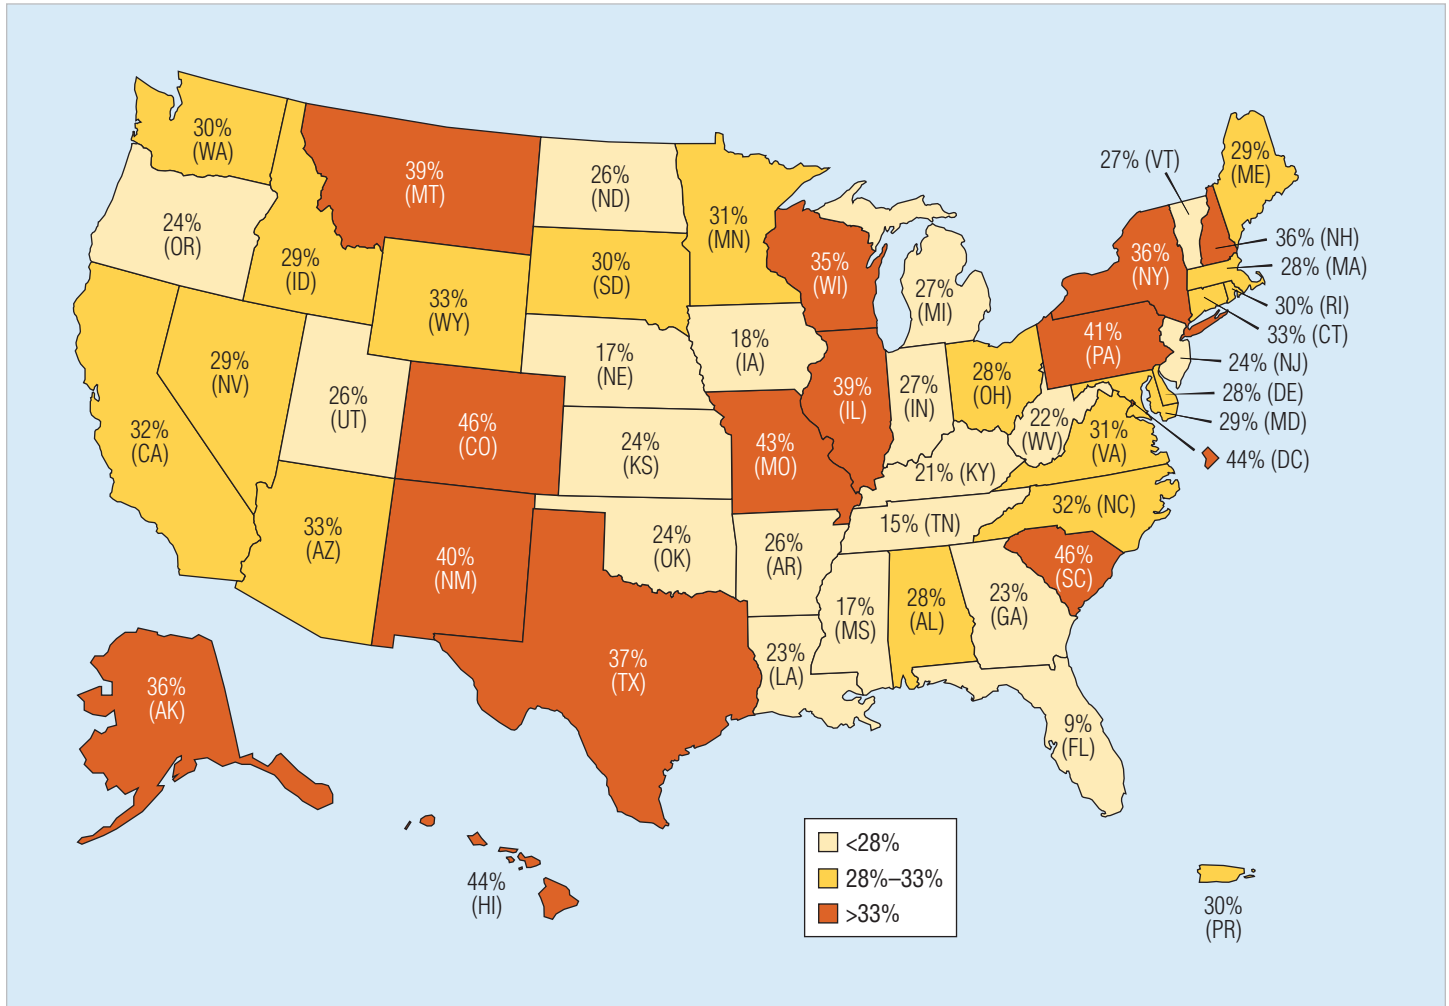 30%
(WA)
39%
(MT)
26%
(ND)
31%
(MN)
27% (VT)
29%
(ME)
24%
(OR)
29%
(ID)
33%
(WY)
30%
(SD)
35%
(WI)
27%
(MI)
36%
(NY)
36% (NH)
28% (MA)
30% (RI)
33% (CT)
24% (NJ)
28% (DE)
29% (MD)
44% (DC)
32%
(CA)
29%
(NV)
26%
(UT)
46%
(CO)
17%
(NE)
18%
(IA)
39%
(IL)
27%
(IN)
28%
(OH)
41%
(PA)
24%
(KS)
43%
(MO)
21% (KY)
22%
(WV)
31%
(VA)
33%
(AZ)
40%
(NM)
24%
(OK)
26%
(AR)
15% (TN)
32% (NC)
46%
(SC)
37%
(TX)
23%
(LA)
17%
(MS)
28%
(AL)
23%
(GA)
9%
(FL)
36%
(AK)
44%
(HI)
<28%
28%–33%
>33%
30%
(PR)